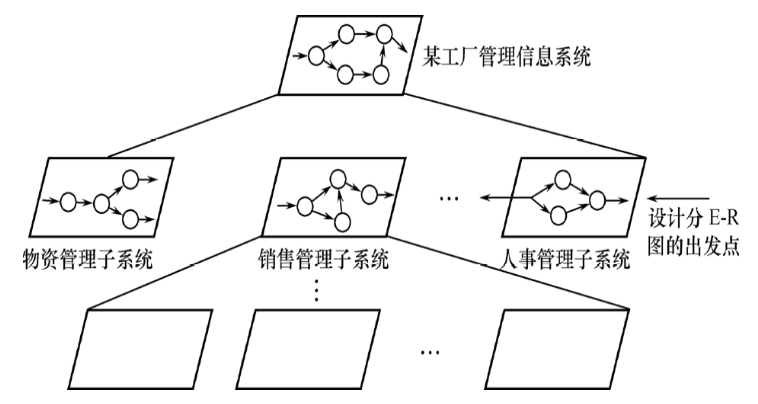 某工厂管理信息系统
…
设计分 E-R
图的出发点
物资管理子系统
销售管理子系统
人事管理子系统
⋮
…